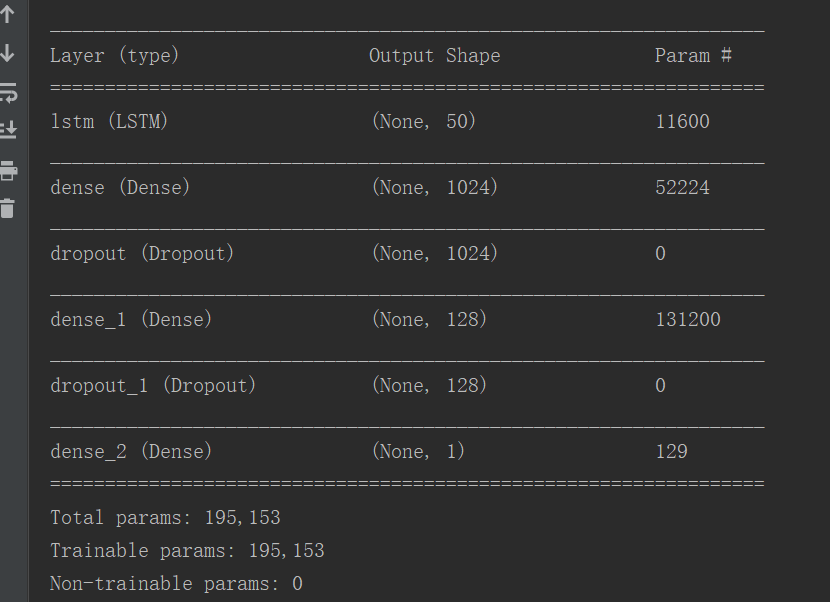 _________________________________________________________________
Layer (type)                 Output Shape              Param #
=================================================================
lstm (LSTM)                  (None, 50)                11600
_________________________________________________________________
dense (Dense)                (None, 1024)              52224
_________________________________________________________________
dropout (Dropout)            (None, 1024)              0
_________________________________________________________________
dense_1 (Dense)              (None, 128)               131200
_________________________________________________________________
dropout_1 (Dropout)          (None, 128)               0
_________________________________________________________________
dense_2 (Dense)              (None, 1)                 129
=================================================================
Total params: 195,153
Trainable params: 195,153
Non-trainable params: 0